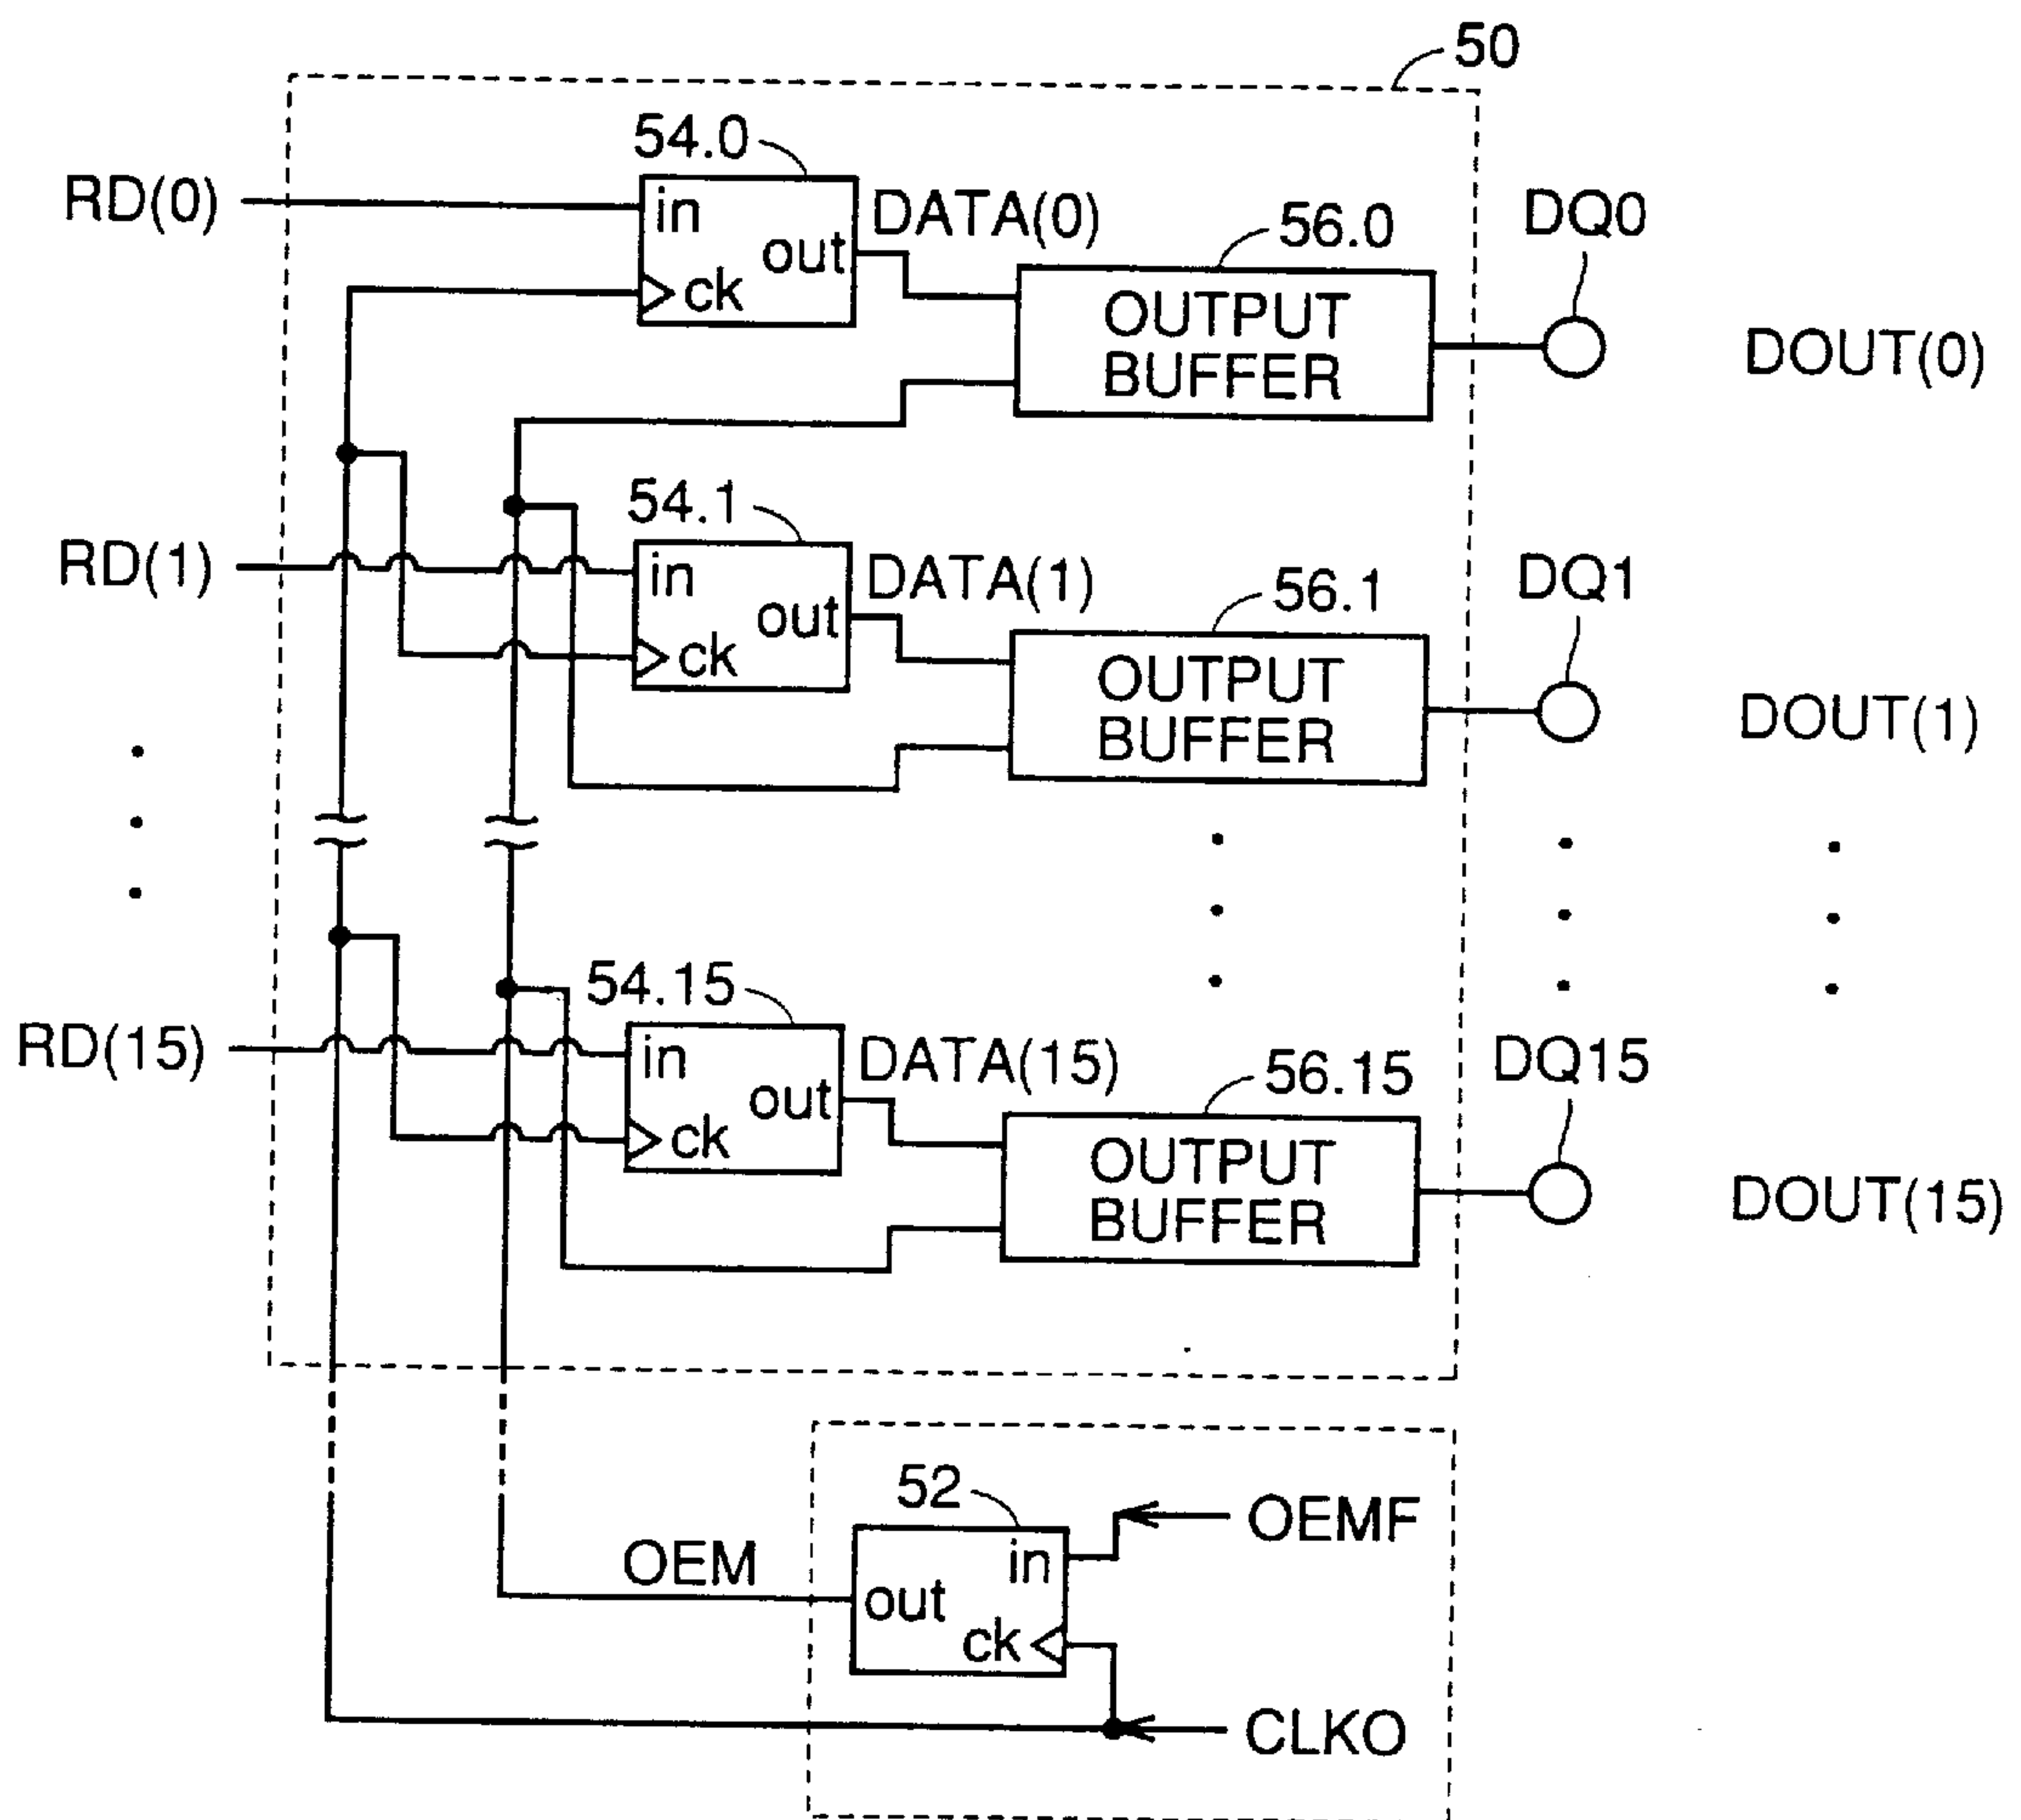 50
54.0
RD(0)
in
out
ck
DATA(0)
56.0
DQ0
OUTPUT
BUFFER
DOUT(0)
54.1
RD(1)
in
out
ck
DATA(1)
56.1
DQ1
OUTPUT
BUFFER
DOUT(1)
54.15
RD(15)
in
out
ck
DATA(15)
56.15
DQ15
OUTPUT
BUFFER
DOUT(15)
52
OEMF
OEM
in
out
ck
CLKO